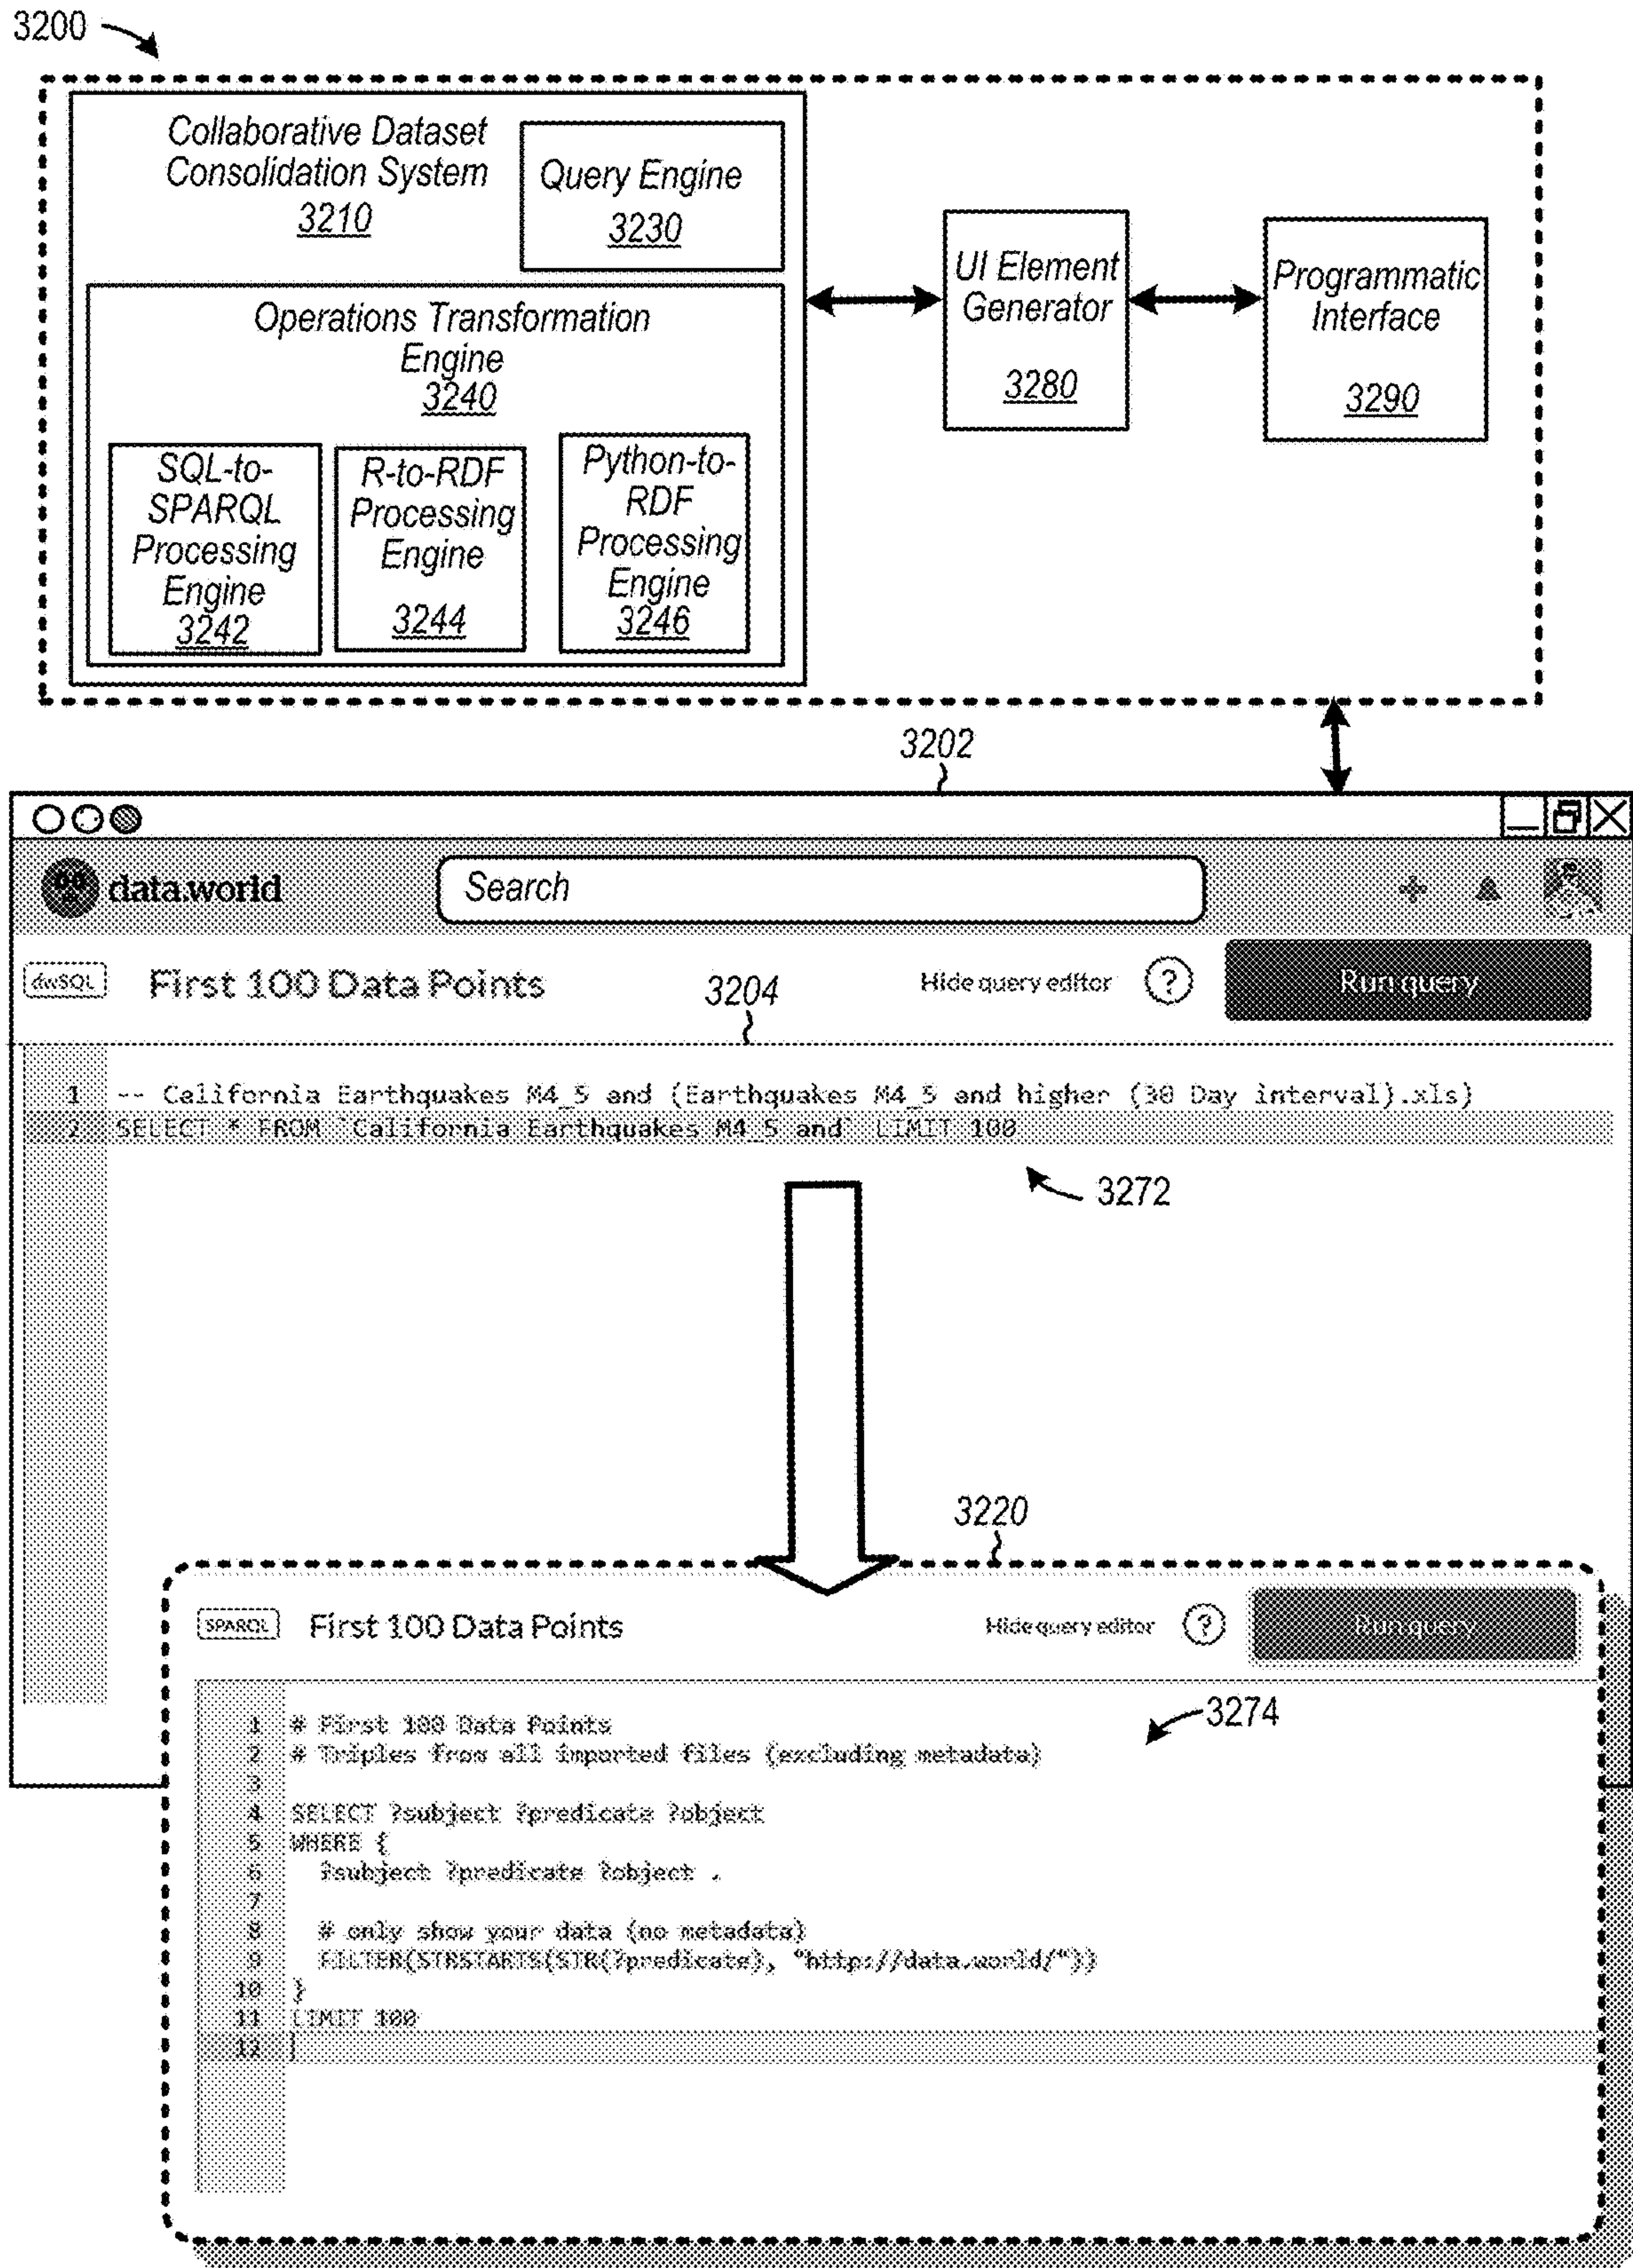 3200
Collaborative Dataset
Consolidation System
3210
Query Engine
3230
Operations Transformation
Engine
3240
SQL-to-
SPARQL
Processing
Engine
3242
R-to-RDF
Processing
Engine
3244
Python-to-
RDF
Processing
Engine
3246
UI Element
Generator
3280
Programmatic
Interface
3290
3202
data.world
Search
dwSQL
First 100 Data Points
3204
Hide query editor
?
Run query
1 -- California Earthquakes M4_5 and (Earthquakes M4_5 and higher (30 Day interval).xls)
2 SELECT * FROM `California Earthquakes M4_5 and` LIMIT 100
3272
3220
SPARQL
First 100 Data Points
Hide query editor
?
Run query
3274
1 # First 100 Data Points
2 # Triples from all imported files (excluding metadata)
3
4 SELECT ?subject ?predicate ?object
5 WHERE {
6 ?subject ?predicate ?object .
7
8 # only show your data (no metadata)
9 FILTER(STRSTARTS(STR(?predicate), "http://data.world/"))
10 }
11 LIMIT 100
12